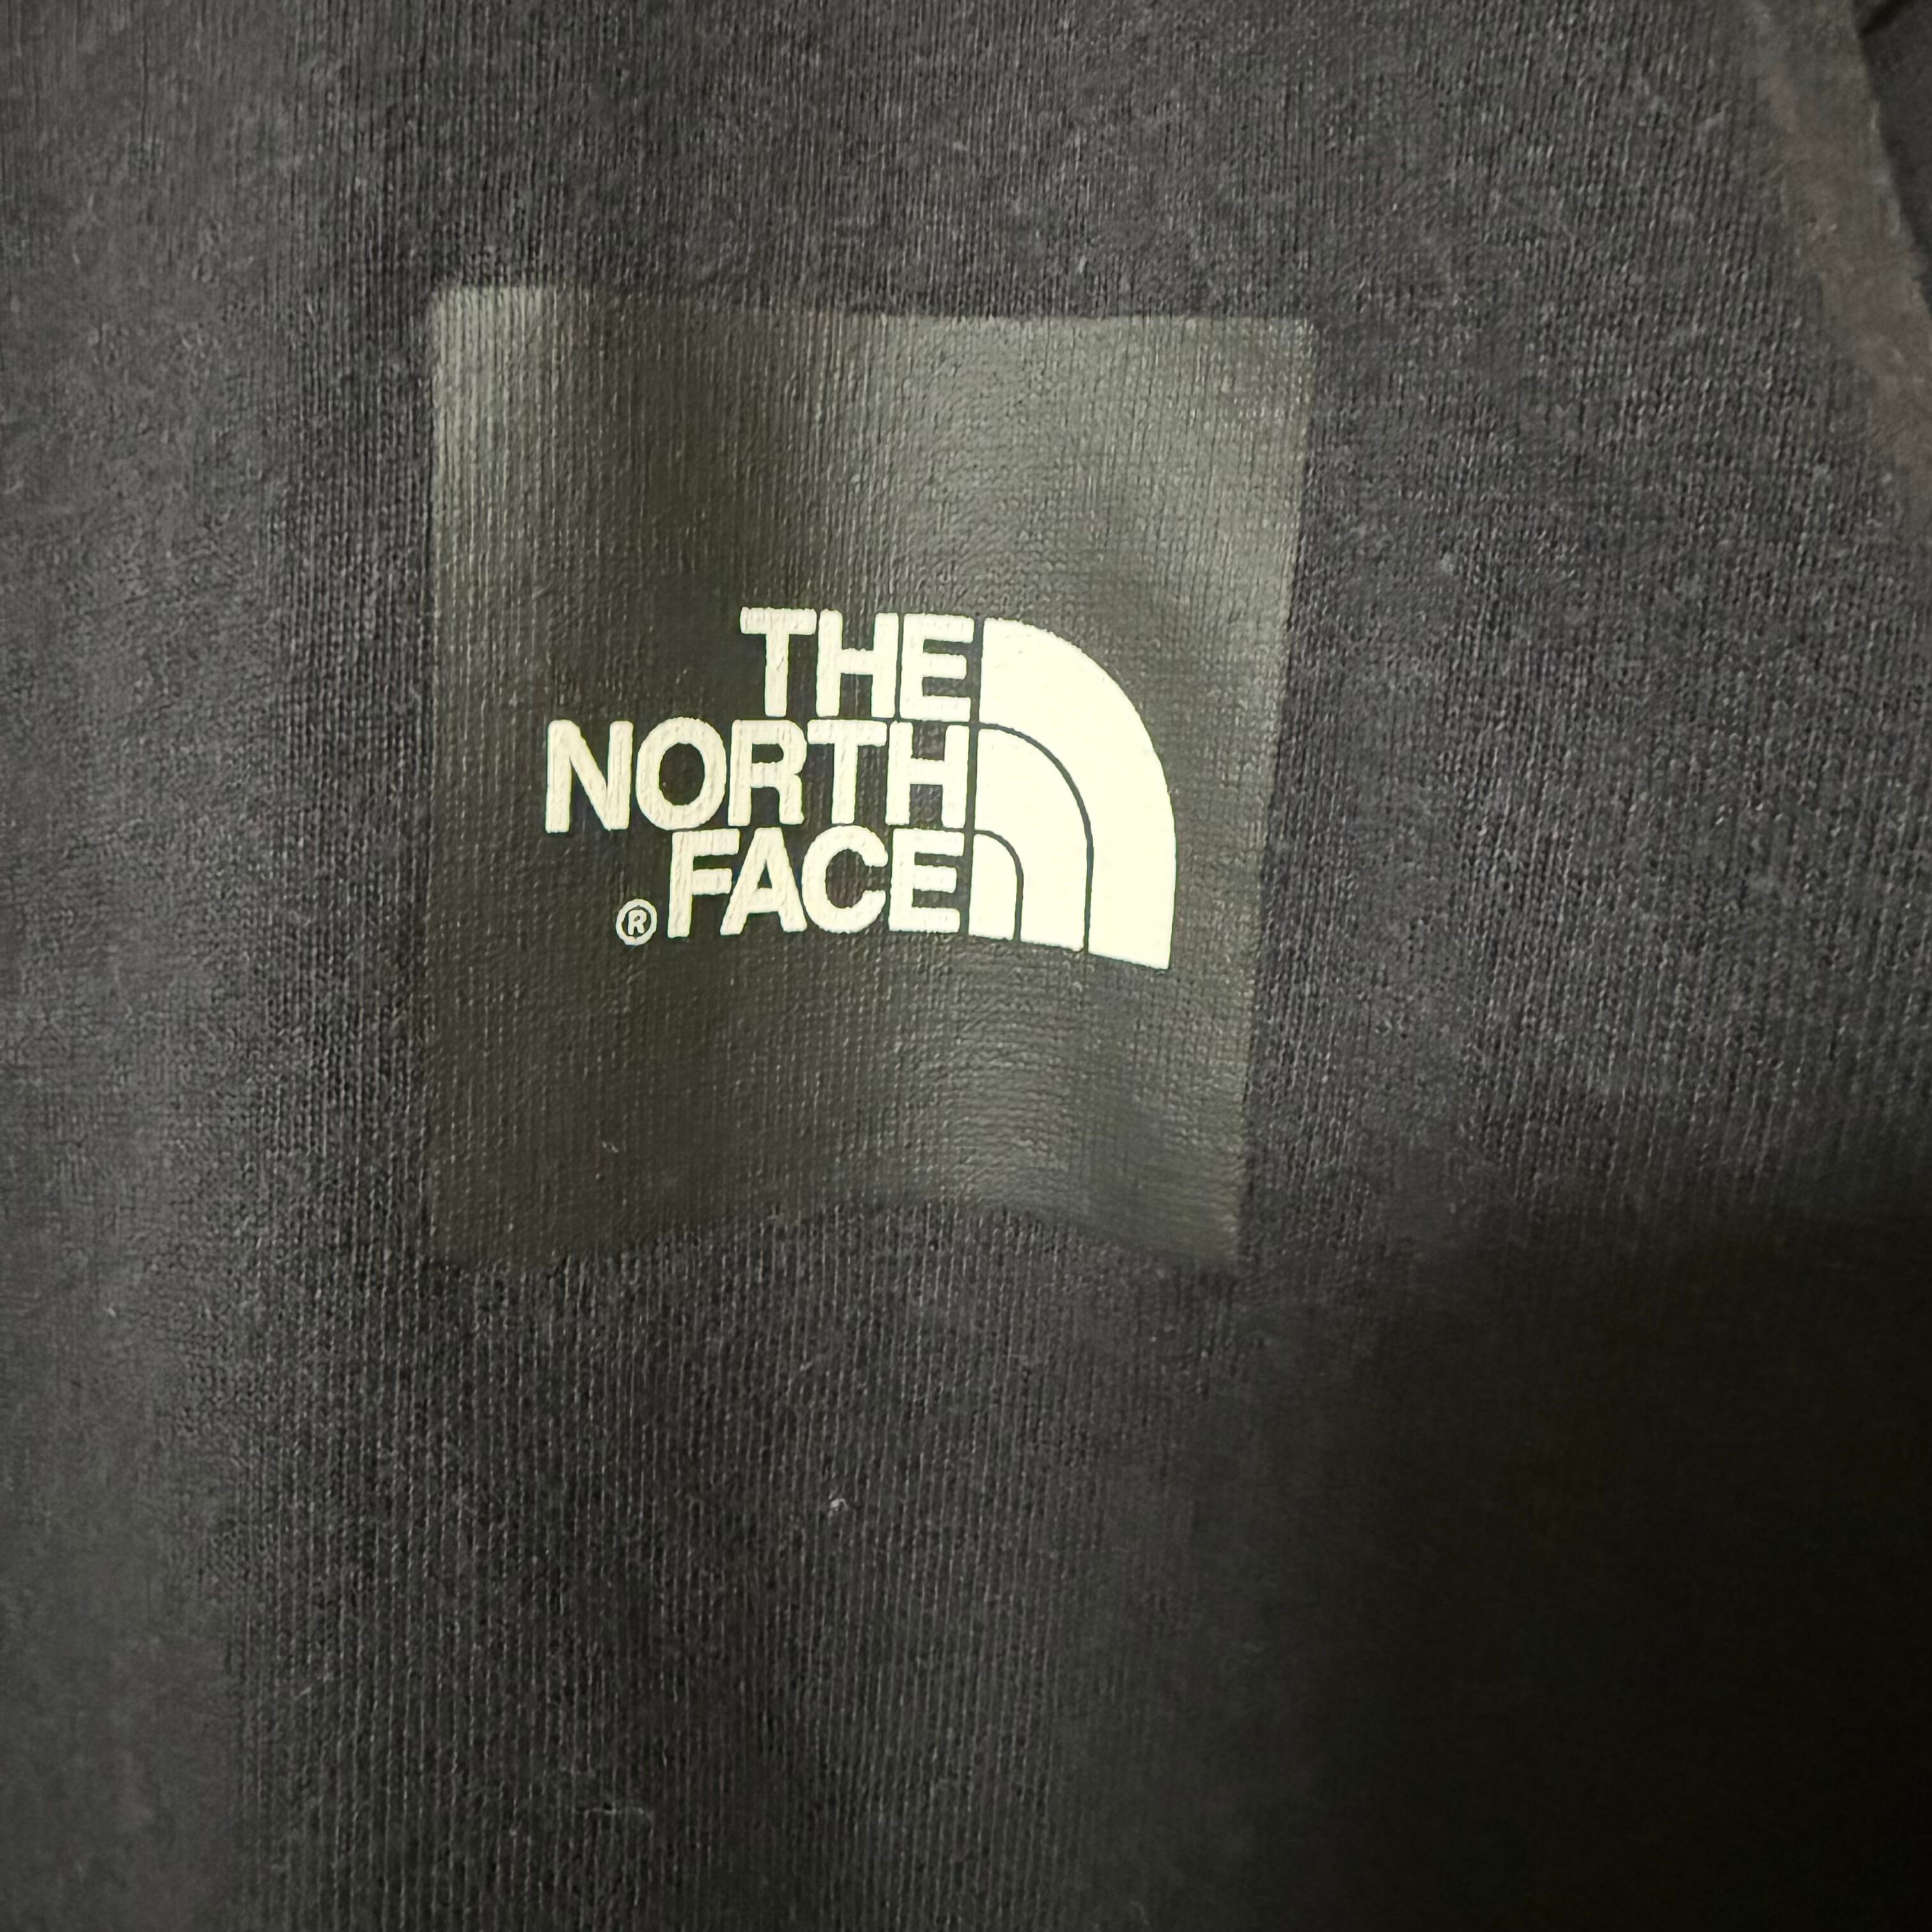 THE
NORTH
FACE
®